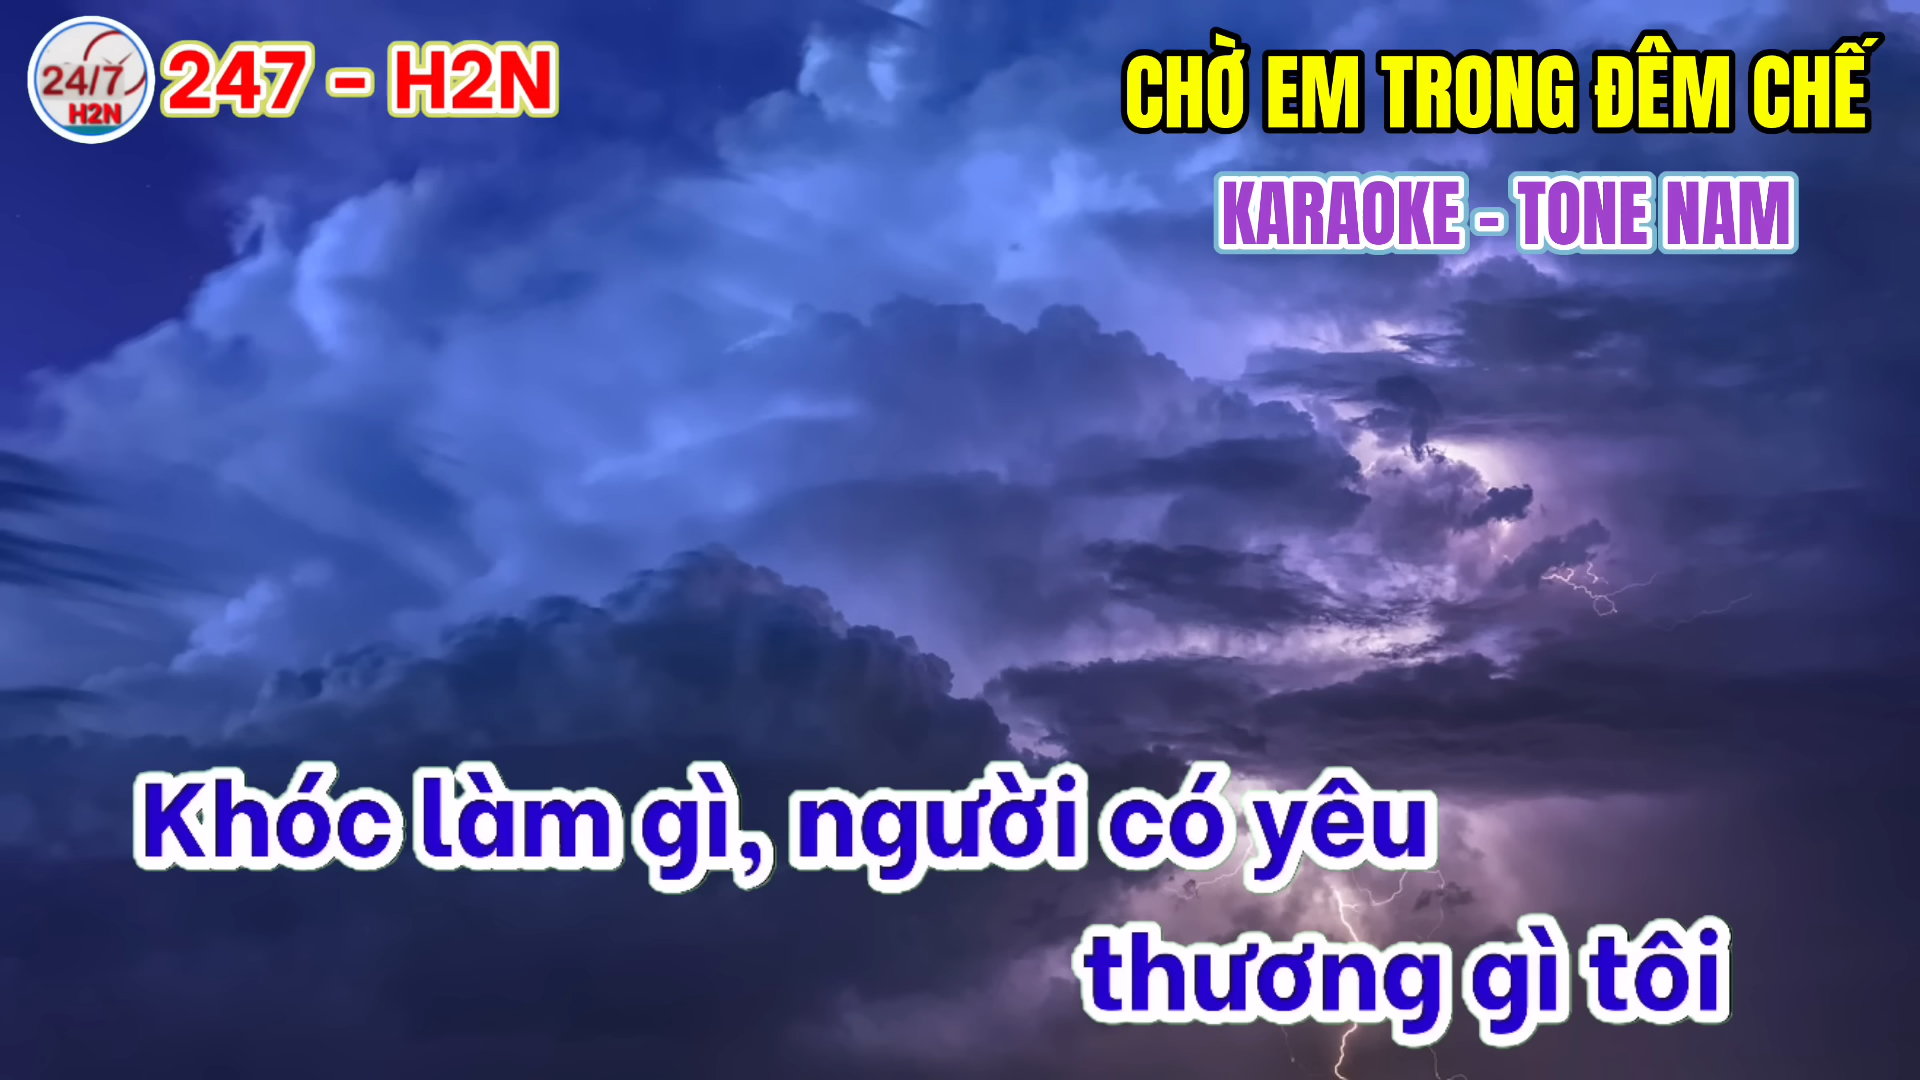 24/7
H2N
247 - H2N
CHỜ EM TRONG ĐÊM CHẾ
KARAOKE - TONE NAM
Khóc làm gì, người có yêu
thương gì tôi